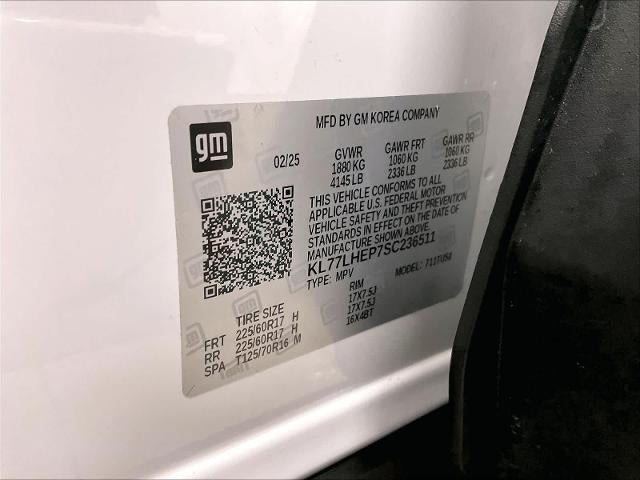 MFD BY GM KOREA COMPANY
gm
02/25
GVWR GAWR FRT GAWR RR
1880 KG 1060 KG 1060 KG
4145 LB 2336 LB 2336 LB
THIS VEHICLE CONFORMS TO ALL
APPLICABLE U.S. FEDERAL MOTOR
VEHICLE SAFETY AND THEFT PREVENTION
STANDARDS IN EFFECT ON THE DATE OF
MANUFACTURE SHOWN ABOVE.
KL77LHEP7SC236511
TYPE: MPV MODEL: 1TU58
TIRE SIZE RIM
FRT 225/60R17 H 17X7.5J
RR 225/60R17 H 17X7.5J
SPA T125/70R16 M 16X4BT